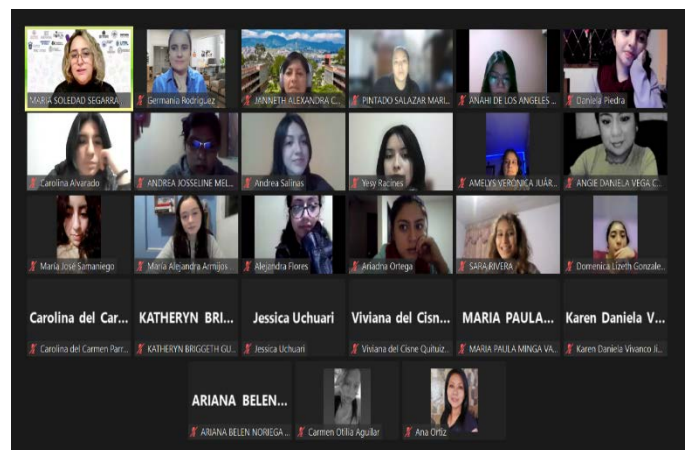 MARIA SOLEDAD SEGARRA
Germania Rodriguez
JANNETH ALEXANDRA C...
PINTADO SALAZAR MARI...
ANAHI DE LOS ANGELES ...
Daniela Piedra
Carolina Alvarado
ANDREA JOSSELINE MEL...
Andrea Salinas
Yesy Racines
AMELYS VERÓNICA JUÁR...
ANGIE DANIELA VEGA C...
María José Samaniego
María Alejandra Armijos
Alejandra Flores
Ariadna Ortega
SARA RIVERA
Domenica Lizeth Gonzale...
Carolina del Car...
KATHERYN BRI...
Jessica Uchuari
Viviana del Cisn...
MARIA PAULA...
Karen Daniela V...
Carolina del Carmen Parr...
KATHERYN BRIGGETH GU...
Jessica Uchuari
Viviana del Cisne Quituiz...
MARIA PAULA MINGA VA...
Karen Daniela Vivanco Ji...
ARIANA BELEN...
ARIANA BELEN NORIEGA ...
Carmen Otilia Aguilar
Ana Ortiz